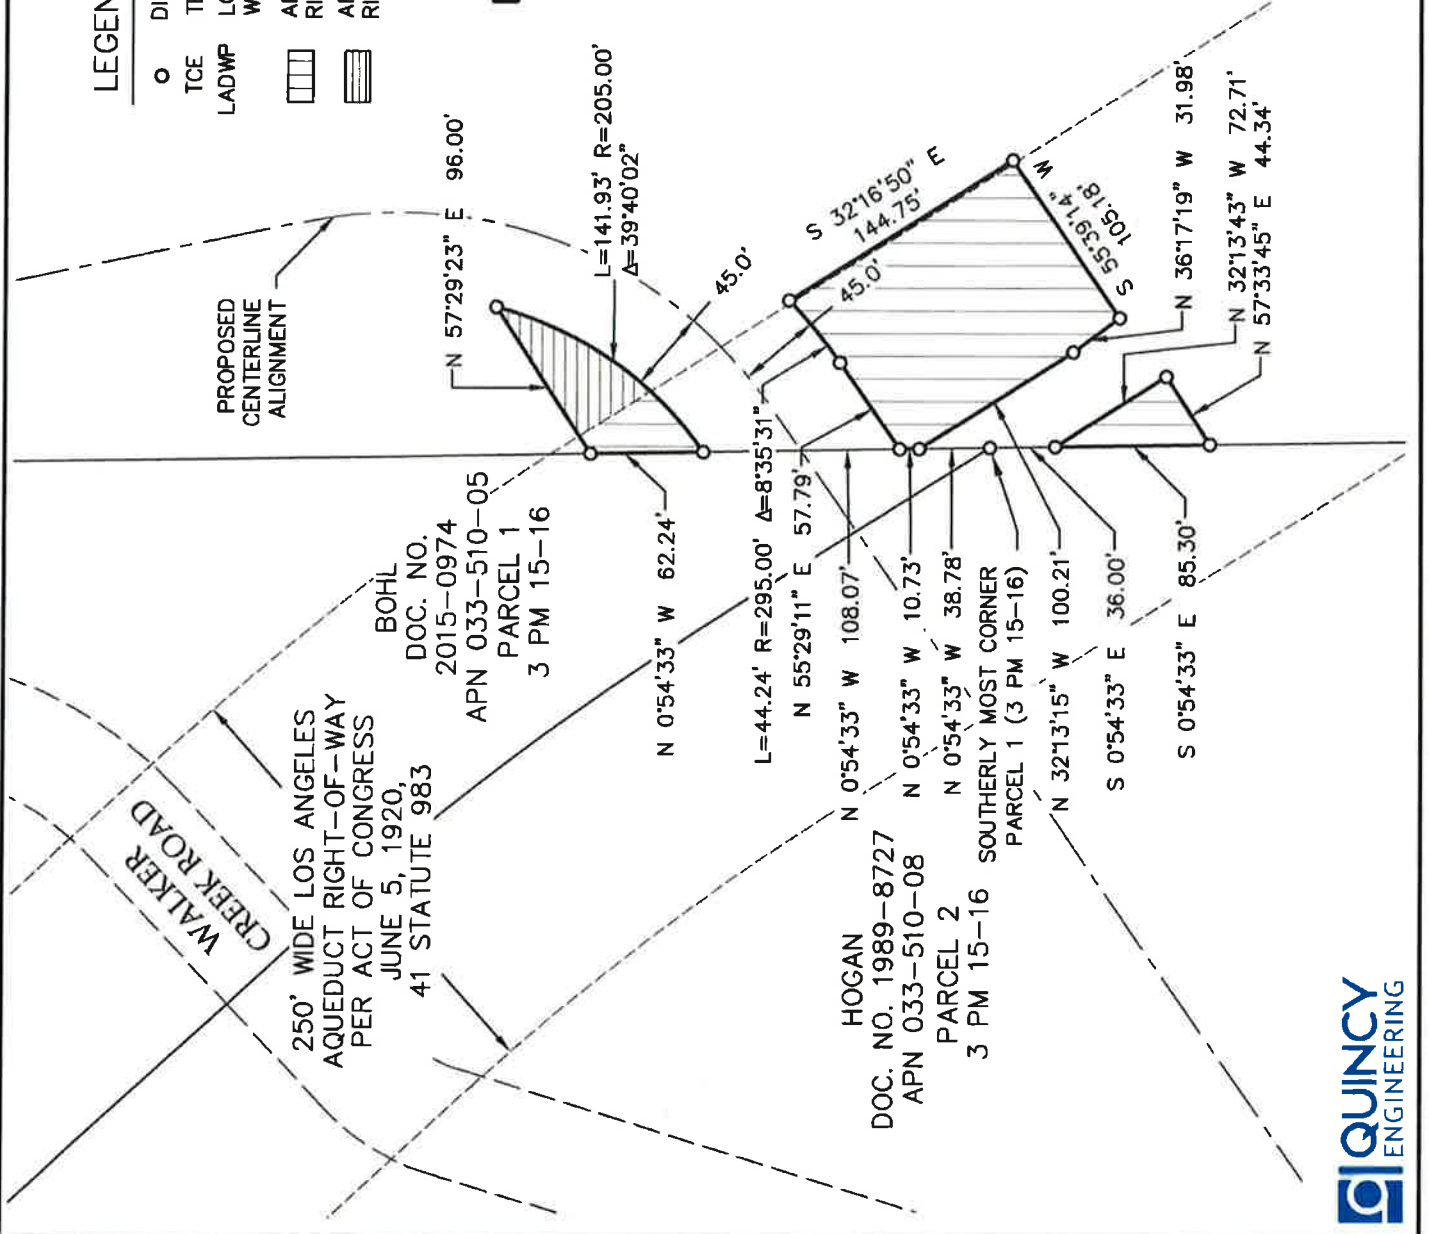 LEGEN
DI
TCE
LADWP
TE
LO
W
AF
RI
AF
RI
PROPOSED
CENTERLINE
ALIGNMENT
N 57°29'23" E 96.00'
L=141.93' R=205.00'
Δ=39°40'02"
45.0'
S 32°16'50" E
144.75'
45.0'
W
S 55°39'14"
105.18'
N 36°17'19" W 31.98'
N 32°13'43" W 72.71'
N 57°33'45" E 44.34'
BOHL
DOC. NO.
2015-0974
APN 033-510-05
PARCEL 1
3 PM 15-16
N 0°54'33" W 62.24'
L=44.24' R=295.00' Δ=8°35'31"
N 55°29'11" E 57.79'
N 0°54'33" W 108.07'
N 0°54'33" W 10.73'
N 0°54'33" W 38.78'
SOUTHERLY MOST CORNER
PARCEL 1 (3 PM 15-16)
N 32°13'15" W 100.21'
S 0°54'33" E 36.00'
S 0°54'33" E 85.30'
WALKER
CREEK ROAD
250' WIDE LOS ANGELES
AQUEDUCT RIGHT-OF-WAY
PER ACT OF CONGRESS
JUNE 5, 1920,
41 STATUTE 983
HOGAN
DOC. NO. 1989-8727
APN 033-510-08
PARCEL 2
3 PM 15-16
QUINCY
ENGINEERING